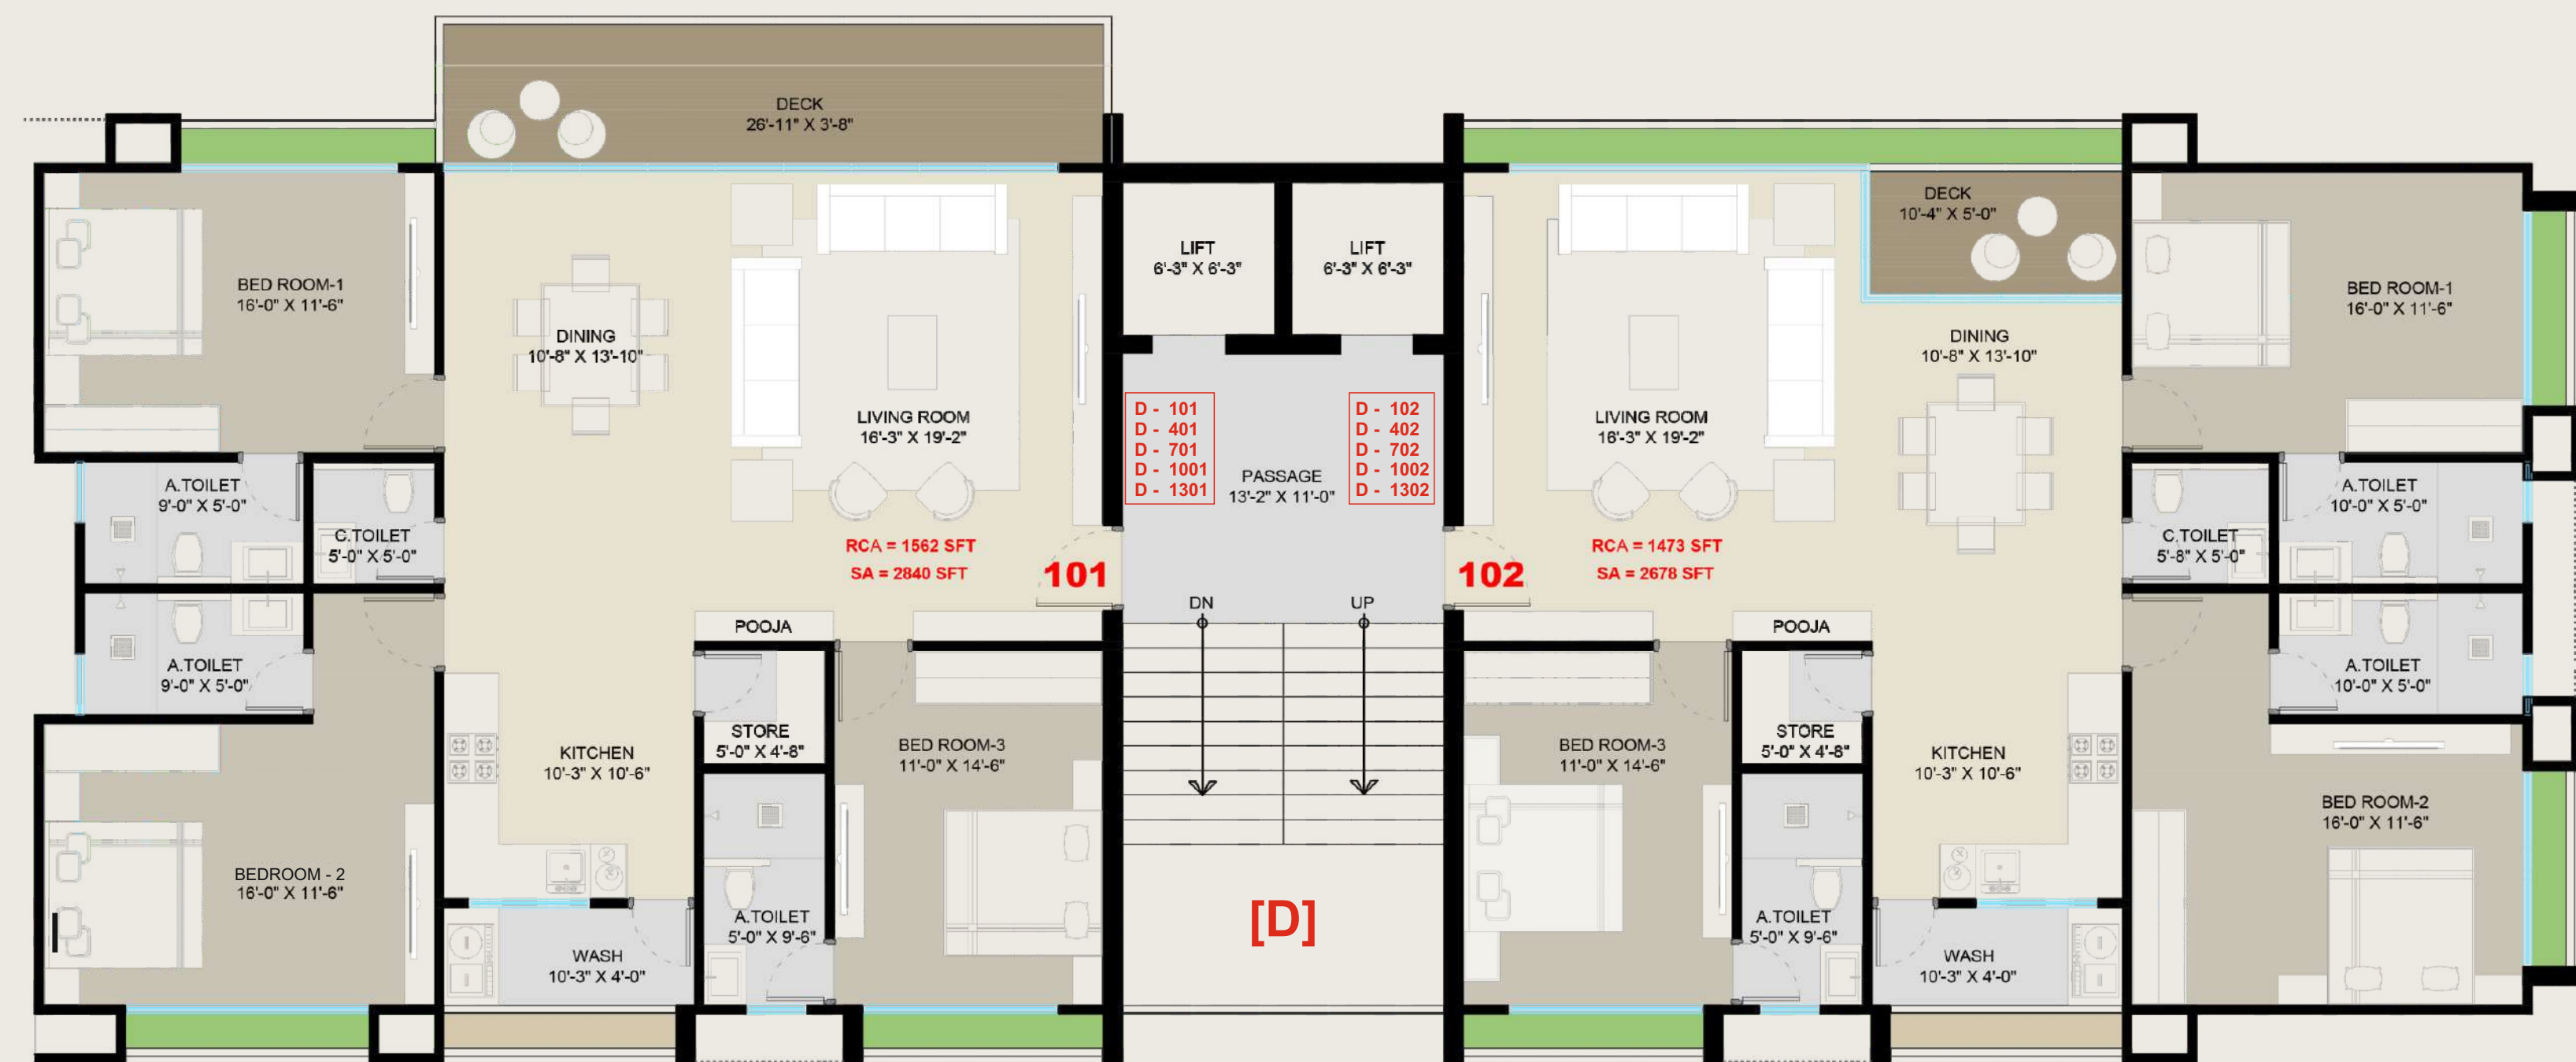 DECK
26'-11" X 3'-8"
BED ROOM-1
16'-0" X 11'-6"
DINING
10'-8" X 13'-10"
LIVING ROOM
16'-3" X 19'-2"
A.TOILET
9'-0" X 5'-0"
C.TOILET
5'-0" X 5'-0"
A.TOILET
9'-0" X 5'-0"
RCA = 1562 SFT
SA = 2840 SFT
101
POOJA
STORE
5'-0" X 4'-8"
KITCHEN
10'-3" X 10'-6"
BED ROOM-3
11'-0" X 14'-6"
BEDROOM - 2
16'-0" X 11'-6"
A.TOILET
5'-0" X 9'-6"
WASH
10'-3" X 4'-0"
LIFT
6'-3" X 6'-3"
LIFT
6'-3" X 6'-3"
D - 101
D - 401
D - 701
D - 1001
D - 1301
D - 102
D - 402
D - 702
D - 1002
D - 1302
PASSAGE
13'-2" X 11'-0"
DN
UP
[D]
DECK
10'-4" X 5'-0"
BED ROOM-1
16'-0" X 11'-6"
DINING
10'-8" X 13'-10"
LIVING ROOM
16'-3" X 19'-2"
A.TOILET
10'-0" X 5'-0"
C.TOILET
5'-8" X 5'-0"
RCA = 1473 SFT
SA = 2678 SFT
102
POOJA
A.TOILET
10'-0" X 5'-0"
STORE
5'-0" X 4'-8"
BED ROOM-3
11'-0" X 14'-6"
KITCHEN
10'-3" X 10'-6"
BED ROOM-2
16'-0" X 11'-6"
A.TOILET
5'-0" X 9'-6"
WASH
10'-3" X 4'-0"